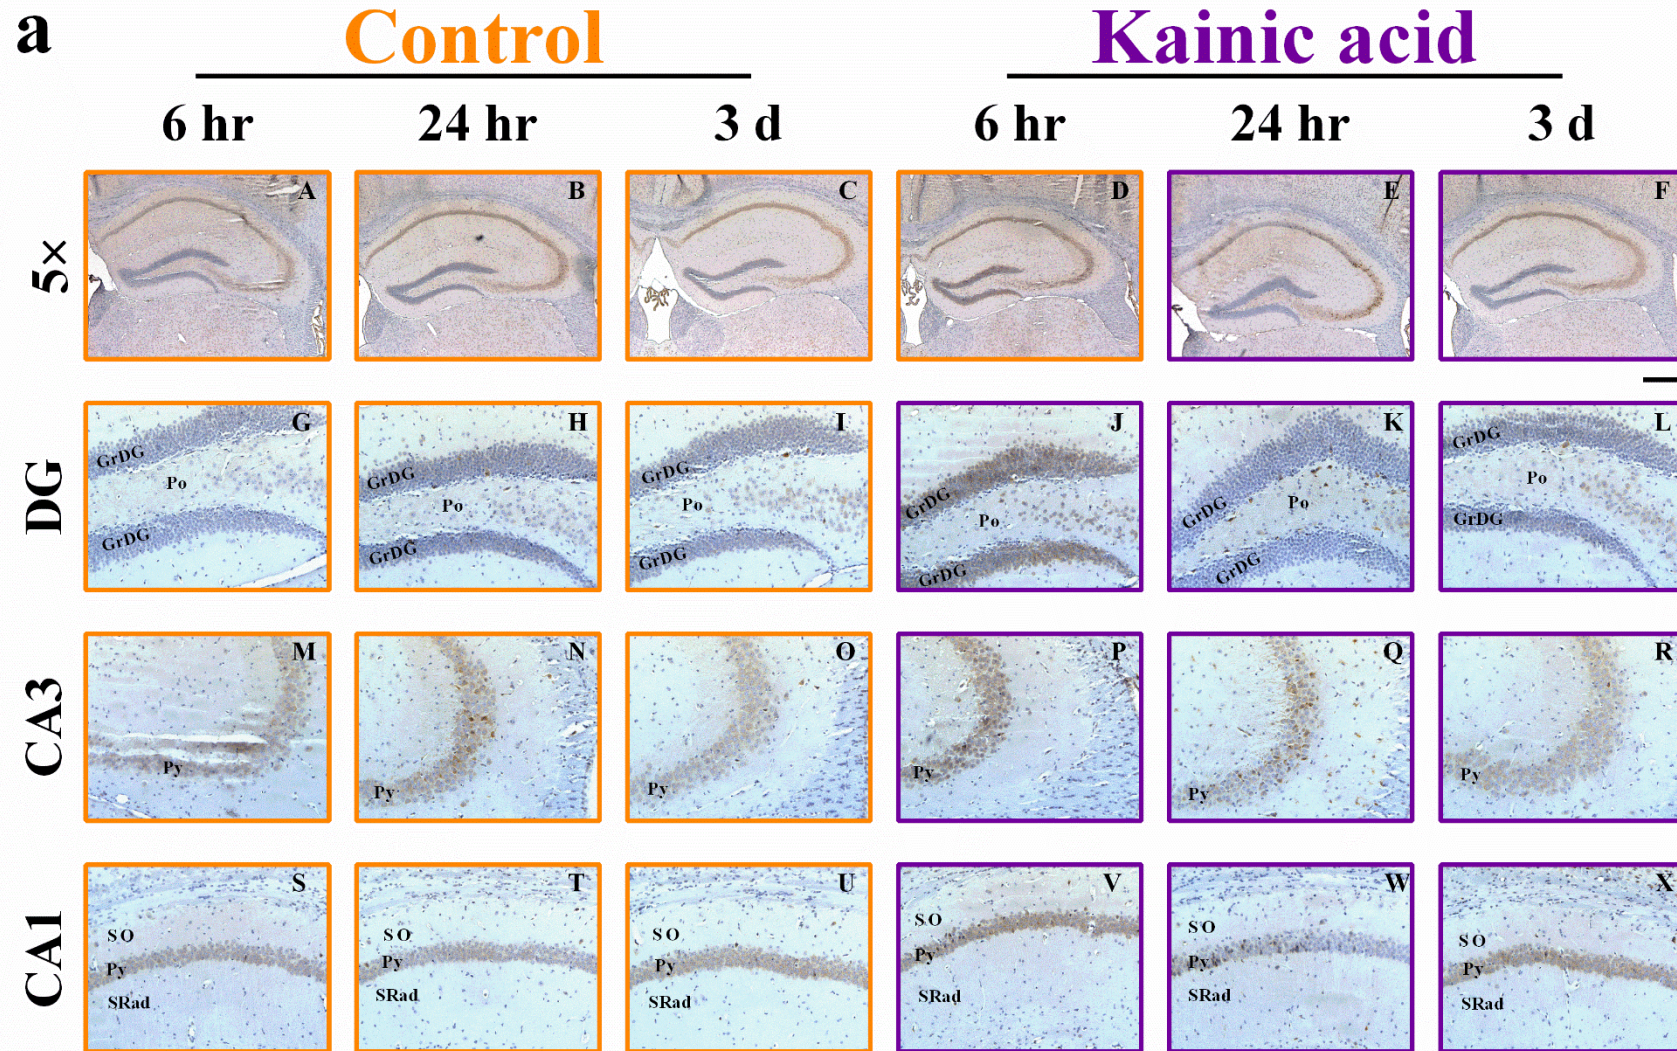 a
Control Kainic acid
6 hr 24 hr 3 d 6 hr 24 hr 3 d
5×
A B C D E F
DG
G H I J K L
GrDG GrDG GrDG GrDG GrDG GrDG
Po Po Po Po Po Po
GrDG GrDG GrDG GrDG GrDG GrDG
CA3
M N O P Q R
Py Py Py Py Py Py
CA1
S T U V W X
SO SO SO SO SO SO
Py Py Py Py Py Py
SRad SRad SRad SRad SRad SRad